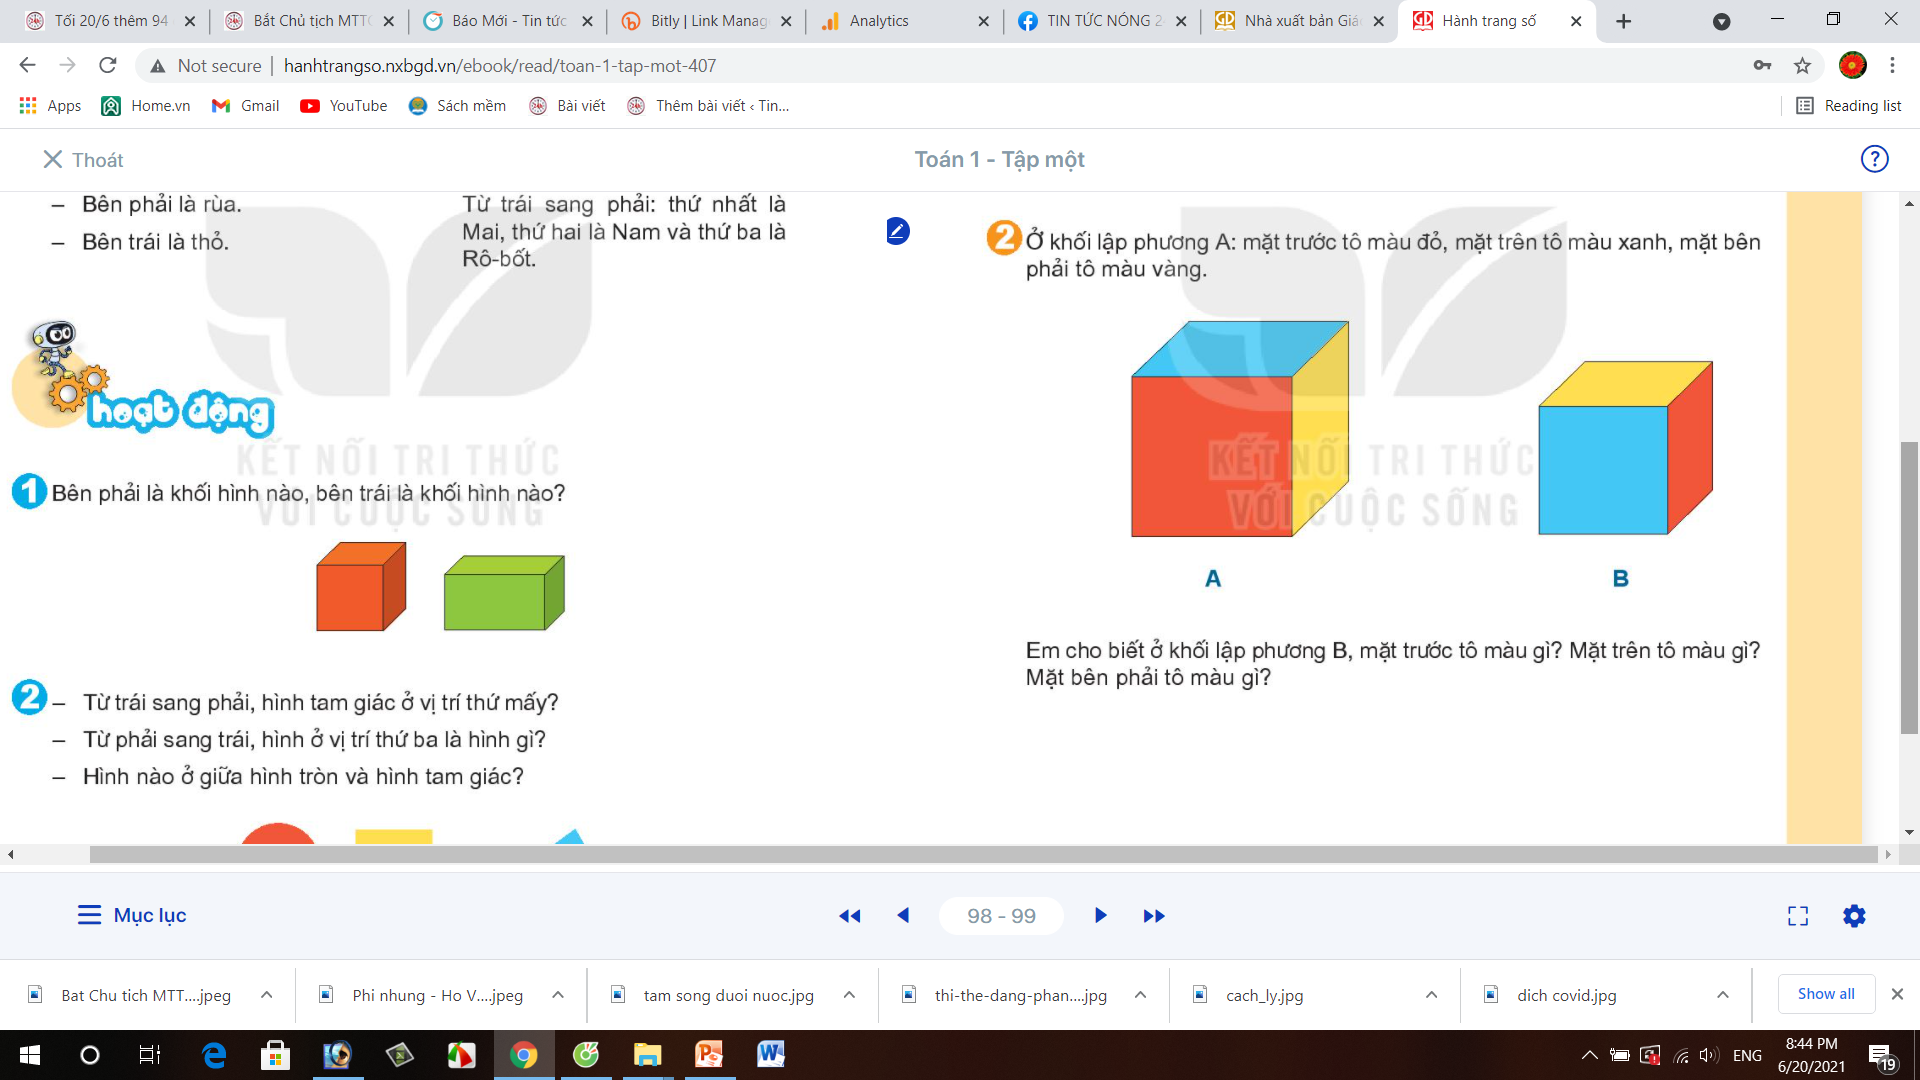 Tối 20/6 thêm 94
Bắt Chủ tịch MTTQ
Báo Mới - Tin tức
Bitly | Link Manag
Analytics
TIN TỨC NÓNG 2
Nhà xuất bản Giá
Hành trang số
Not secure | hanhtrangso.nxbgd.vn/ebook/read/toan-1-tap-mot-407
Apps Home.vn Gmail YouTube Sách mềm Bài viết Thêm bài viết ‹ Tin... Reading list
Thoát
Toán 1 - Tập một
?
– Bên phải là rùa.
– Bên trái là thỏ.
Từ trái sang phải: thứ nhất là
Mai, thứ hai là Nam và thứ ba là
Rô-bốt.
hoạt động
KẾT NỐI TRI THỨC
VỚI CUỘC SỐNG
1 Bên phải là khối hình nào, bên trái là khối hình nào?
2 – Từ trái sang phải, hình tam giác ở vị trí thứ mấy?
– Từ phải sang trái, hình ở vị trí thứ ba là hình gì?
– Hình nào ở giữa hình tròn và hình tam giác?
2 Ở khối lập phương A: mặt trước tô màu đỏ, mặt trên tô màu xanh, mặt bên
phải tô màu vàng.
KẾT NỐI TRI THỨC
VỚI CUỘC SỐNG
A B
Em cho biết ở khối lập phương B, mặt trước tô màu gì? Mặt trên tô màu gì?
Mặt bên phải tô màu gì?
Mục lục
98 - 99
Bat Chu tich MTT....jpeg
Phi nhung - Ho V....jpeg
tam song duoi nuoc.jpg
thi-the-dang-phan....jpg
cach_ly.jpg
dich covid.jpg
Show all
ENG
8:44 PM
6/20/2021
19